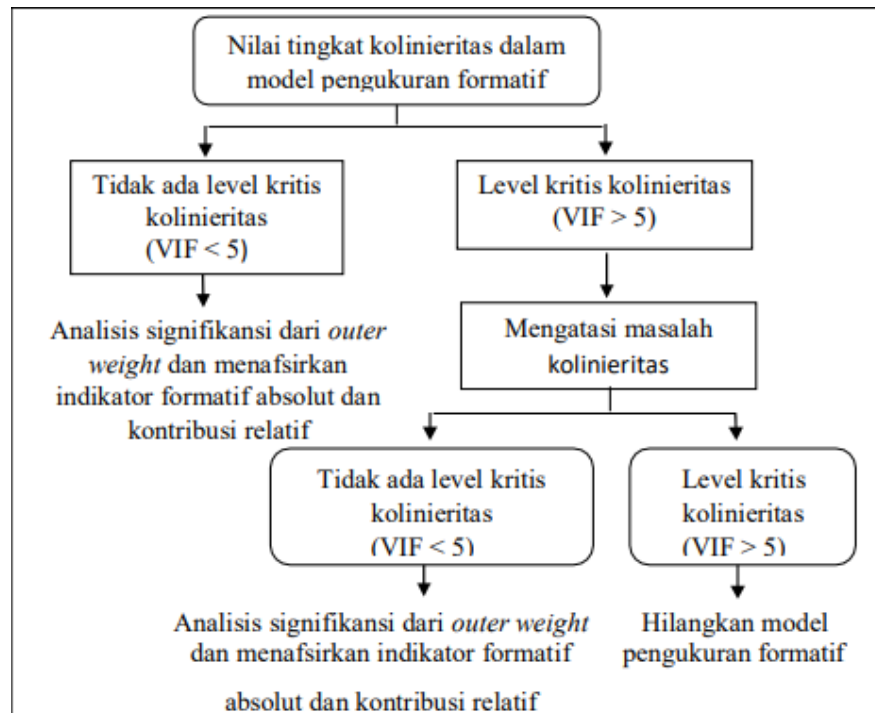 Nilai tingkat kolinieritas dalam
model pengukuran formatif
Tidak ada level kritis
kolinieritas
(VIF < 5)
Level kritis kolinieritas
(VIF > 5)
Analisis signifikansi dari outer
weight dan menafsirkan
indikator formatif absolut dan
kontribusi relatif
Mengatasi masalah
kolinieritas
Tidak ada level kritis
kolinieritas
(VIF < 5)
Level kritis
kolinieritas
(VIF > 5)
Analisis signifikansi dari outer weight
dan menafsirkan indikator formatif
absolut dan kontribusi relatif
Hilangkan model
pengukuran formatif